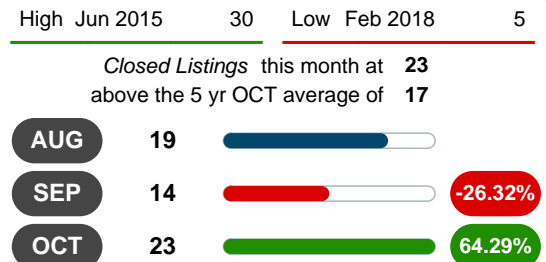 High Jun 2015 30 Low Feb 2018 5
Closed Listings this month at 23
above the 5 yr OCT average of 17
AUG 19
SEP 14 -26.32%
OCT 23 64.29%